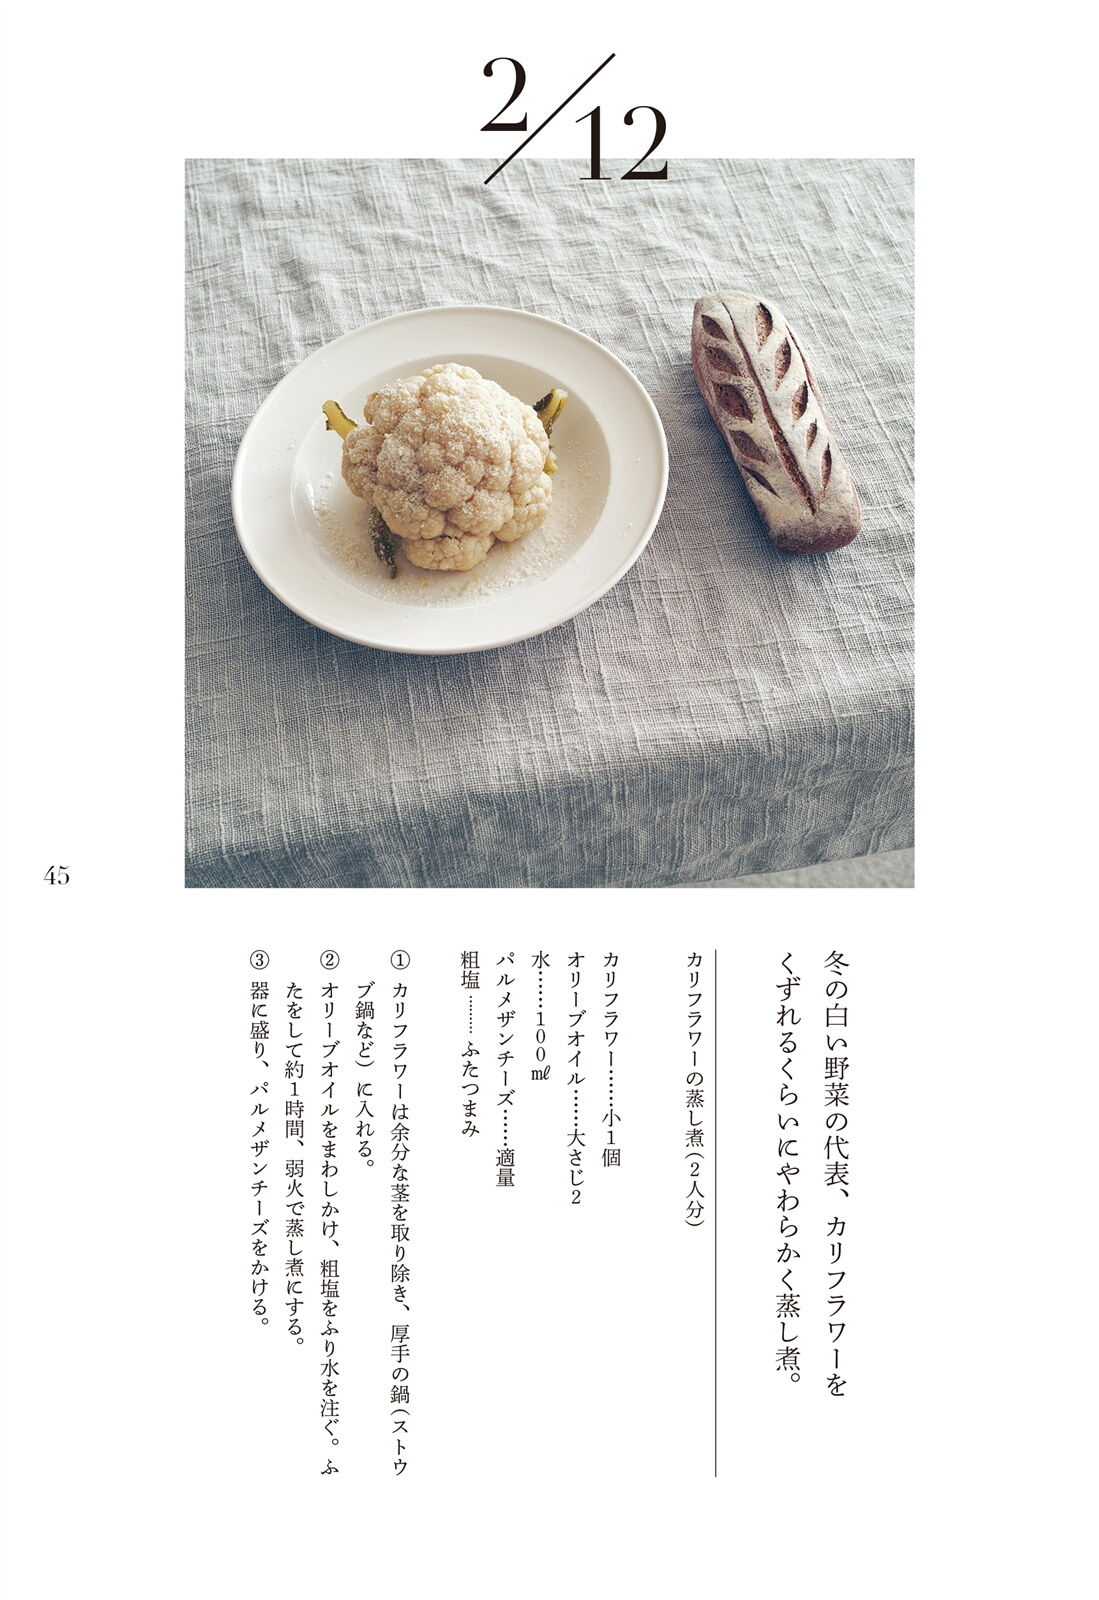 2/12
冬の白い野菜の代表、カリフラワーを
くずれるくらいにやわらかく蒸し煮。
カリフラワーの蒸し煮(2人分)
カリフラワー……小1個
オリーブオイル……大さじ2
水……100㎖
パルメザンチーズ……適量
粗塩……ふたつまみ
① カリフラワーは余分な茎を取り除き、厚手の鍋(ストウ
ブ鍋など)に入れる。
② オリーブオイルをまわしかけ、粗塩をふり水を注ぐ。ふ
たをして約1時間、弱火で蒸し煮にする。
③ 器に盛り、パルメザンチーズをかける。
45